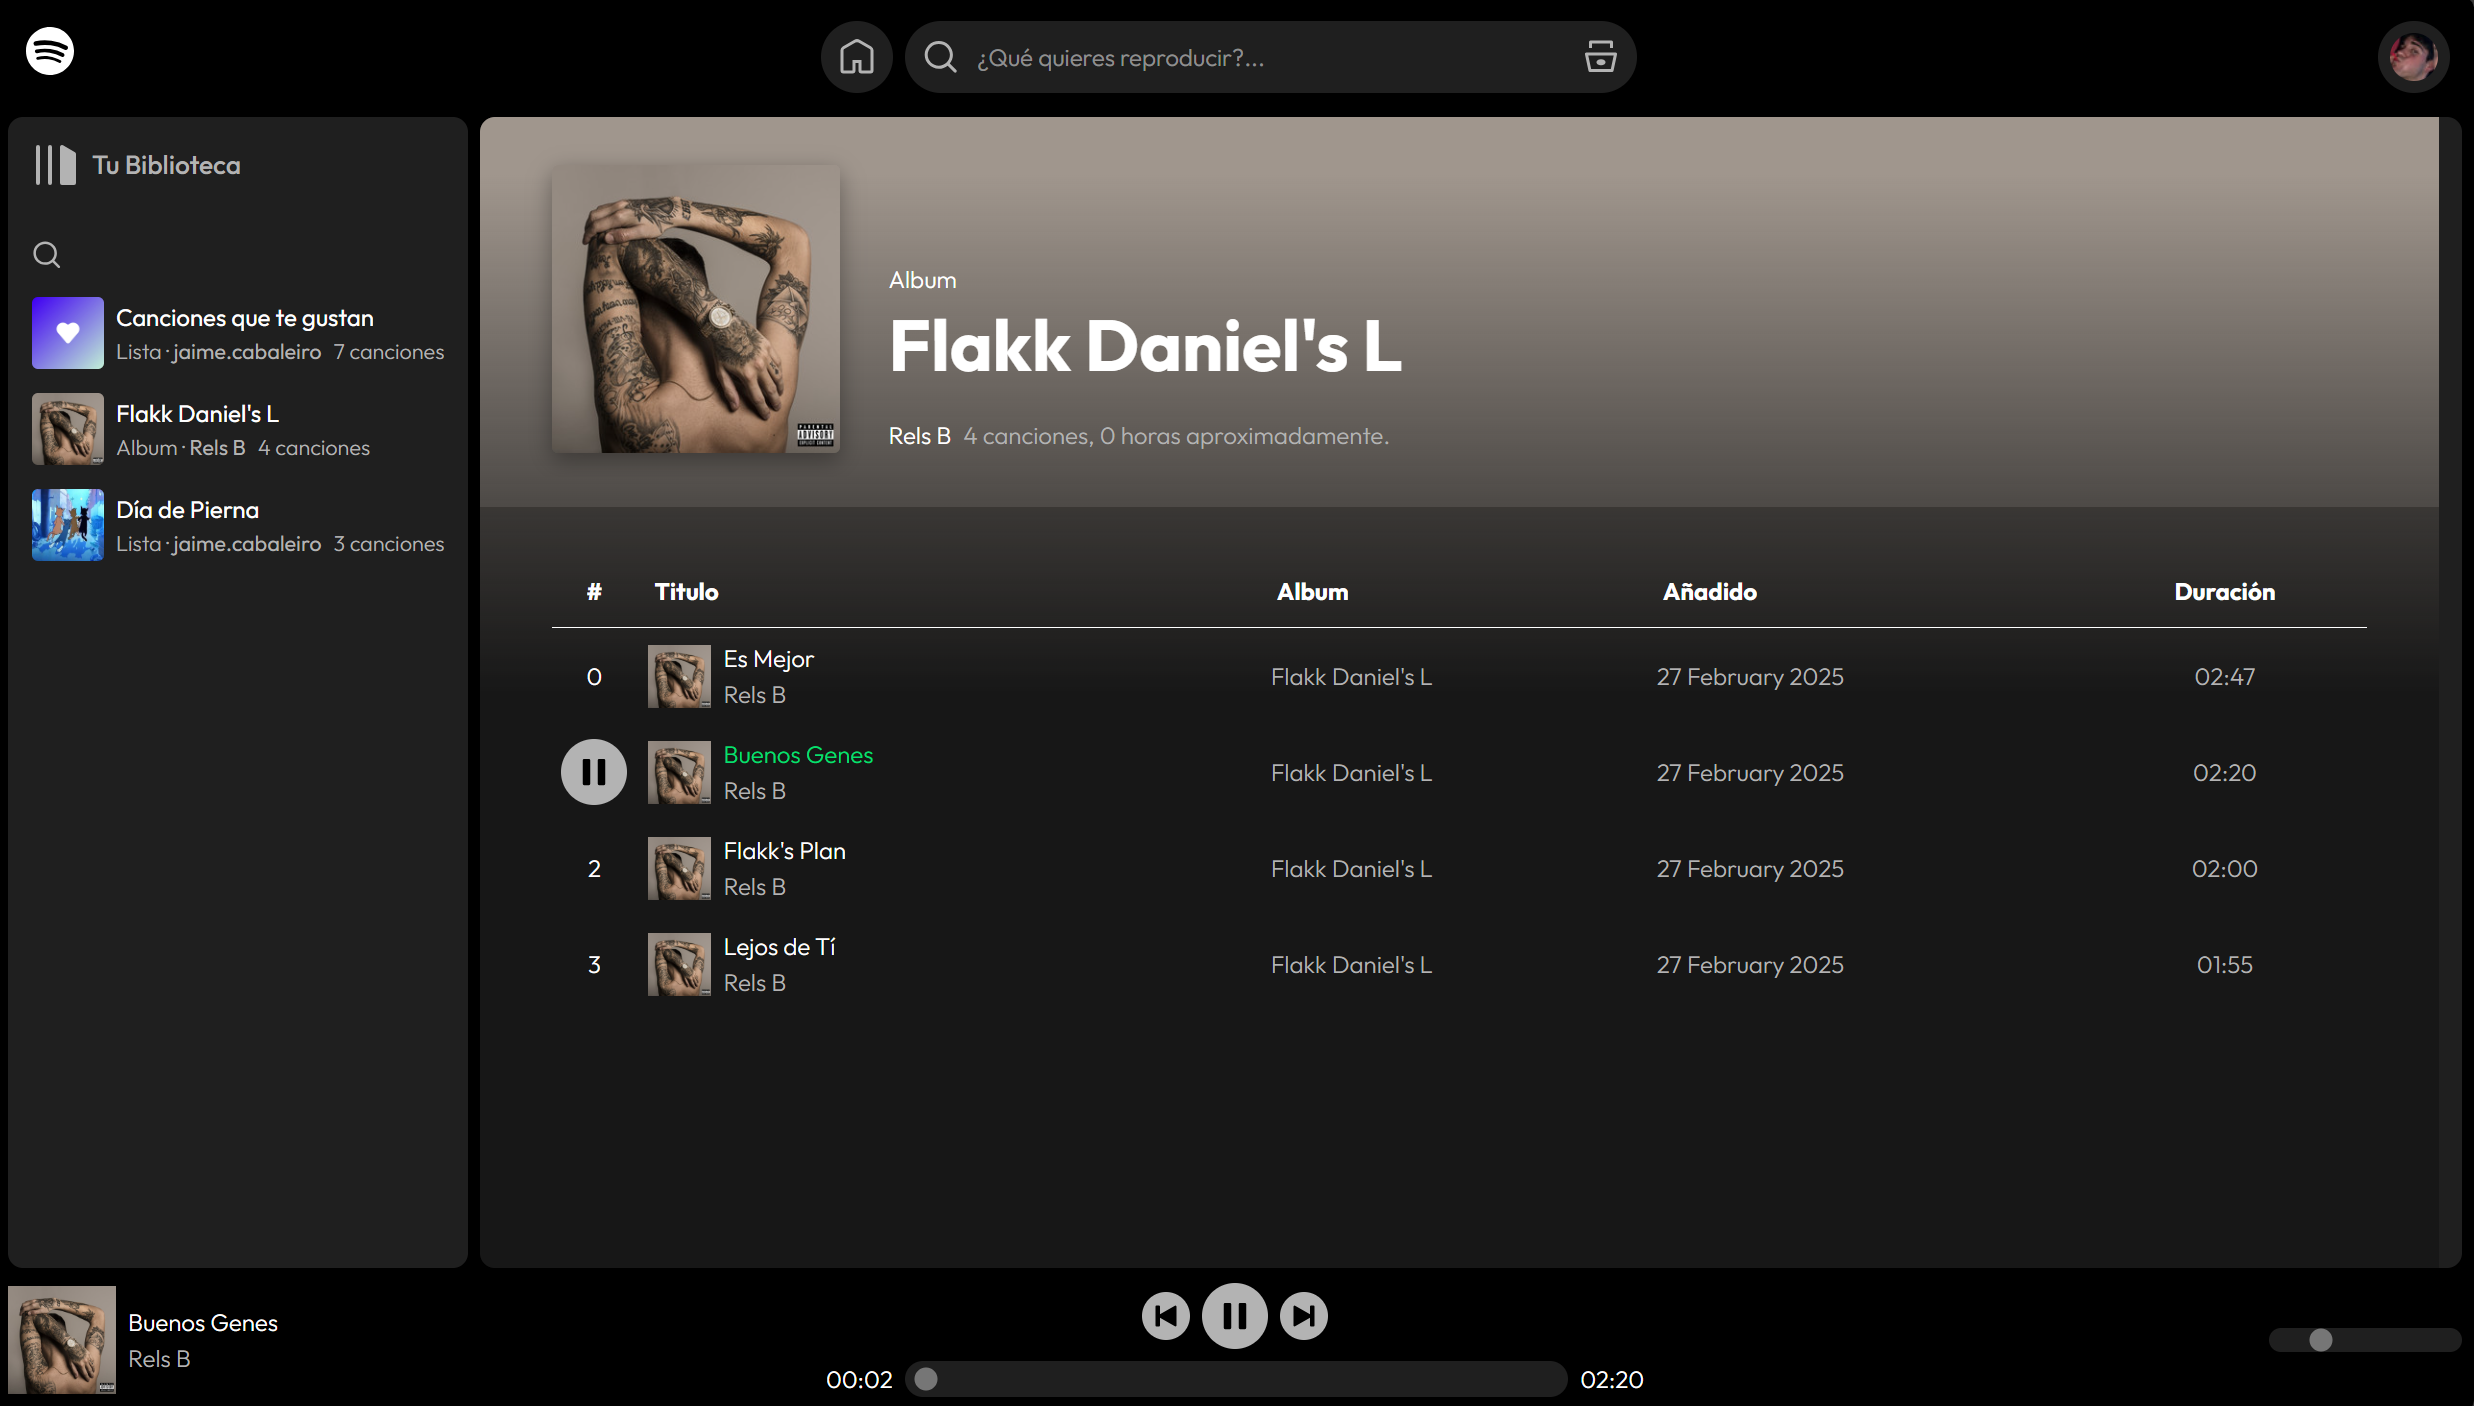 ¿Qué quieres reproducir?...
Tu Biblioteca
Canciones que te gustan
Lista · jaime.cabaleiro 7 canciones
Flakk Daniel's L
Album · Rels B 4 canciones
Día de Pierna
Lista · jaime.cabaleiro 3 canciones
PARENTAL
ADVISORY
EXPLICIT CONTENT
Album
Flakk Daniel's L
Rels B 4 canciones, 0 horas aproximadamente.
# Titulo Album Añadido Duración
0 Es Mejor Flakk Daniel's L 27 February 2025 02:47
Rels B
Buenos Genes Flakk Daniel's L 27 February 2025 02:20
Rels B
2 Flakk's Plan Flakk Daniel's L 27 February 2025 02:00
Rels B
3 Lejos de Tí Flakk Daniel's L 27 February 2025 01:55
Rels B
Buenos Genes
Rels B
00:02 02:20